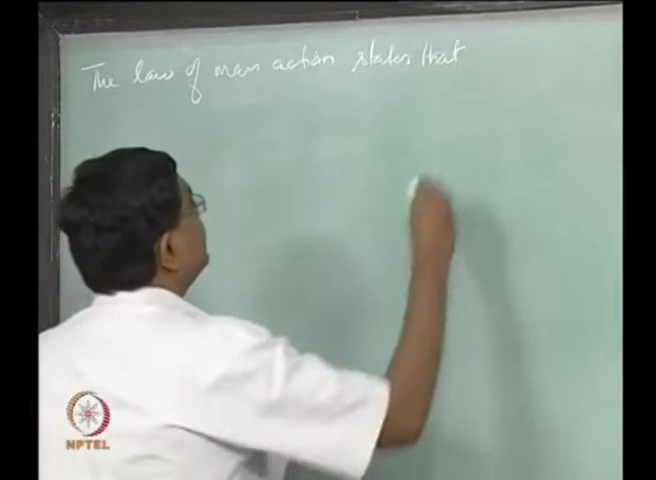 The law of mass action states that
NPTEL